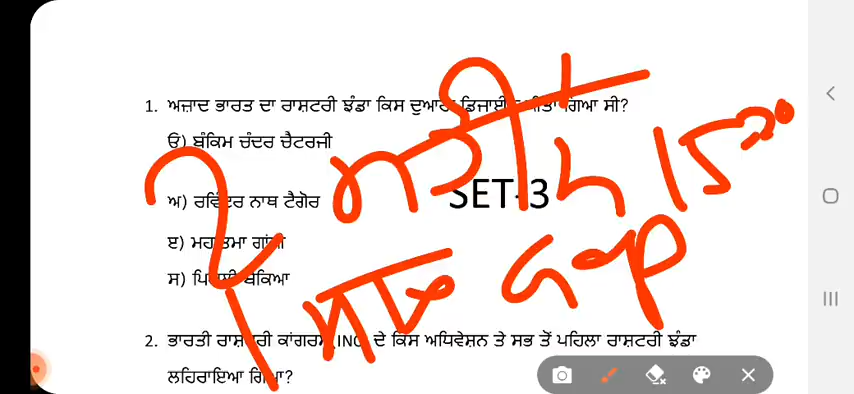 1. ਅਜ਼ਾਦ ਭਾਰਤ ਦਾ ਰਾਸ਼ਟਰੀ ਝੰਡਾ ਕਿਸ ਦੁਆਰਾ ਡਿਜਾਈਨ ਕੀਤਾ ਗਿਆ ਸੀ?
ੳ) ਬੰਕਿਮ ਚੰਦਰ ਚੈਟਰਜੀ
ਅ) ਰਵਿੰਦਰ ਨਾਥ ਟੈਗੋਰ
SET-3
ੲ) ਮਹਾਤਮਾ ਗਾਂਧੀ
ਸ) ਪਿੰਗਲੀ ਵੈਂਕਿਆ
gap
2. ਭਾਰਤੀ ਰਾਸ਼ਟਰੀ ਕਾਂਗਰਸ (INC) ਦੇ ਕਿਸ ਅਧਿਵੇਸ਼ਨ ਤੇ ਸਭ ਤੋਂ ਪਹਿਲਾ ਰਾਸ਼ਟਰੀ ਝੰਡਾ
ਲਹਿਰਾਇਆ ਗਿਆ?